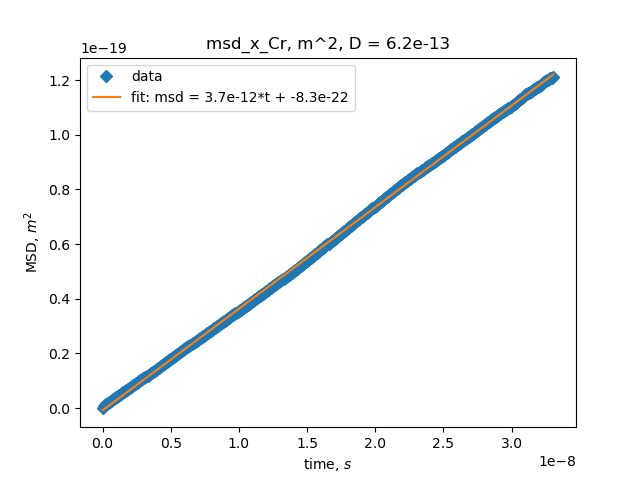 msd_x_Cr, m^2, D = 6.2e-13
1e−19
data
fit: msd = 3.7e-12*t + -8.3e-22
1.2
1.0
0.8
0.6
0.4
0.2
0.0
MSD, m²
0.0 0.5 1.0 1.5 2.0 2.5 3.0
1e−8
time, s